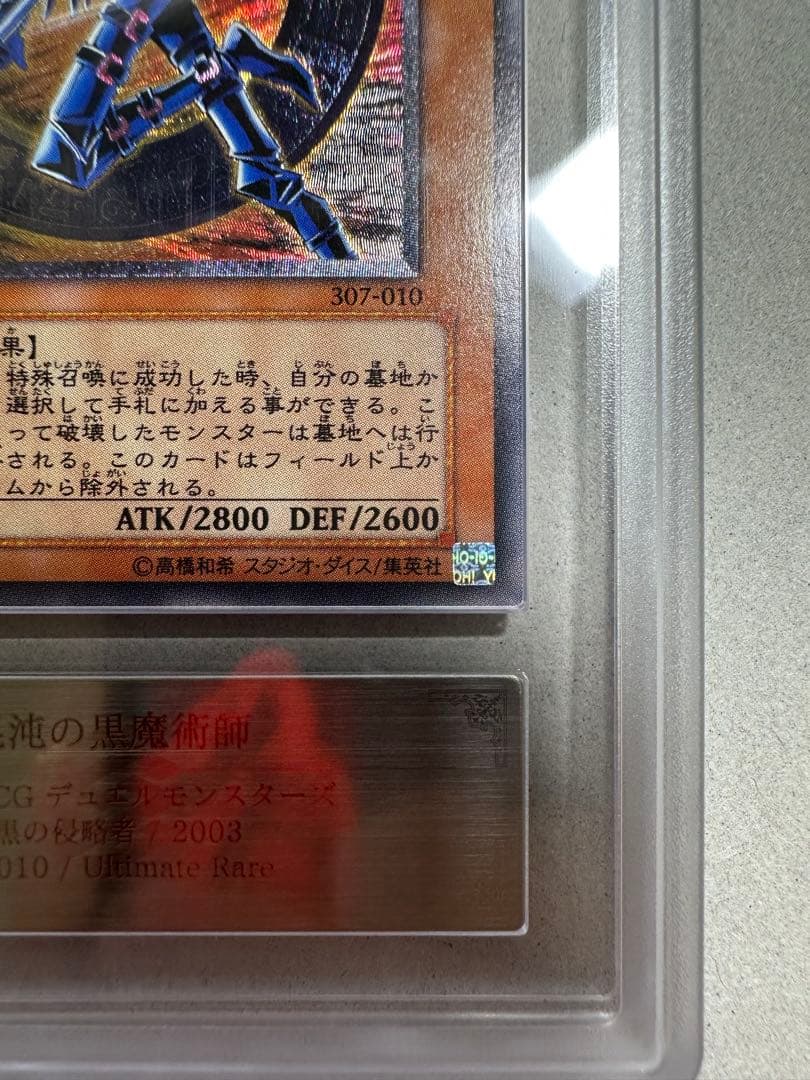 307-010
果】
特殊召喚に成功した時、自分の墓地か
選択して手札に加える事ができる。こ
って破壊したモンスターは墓地へは行
される。このカードはフィールド上か
ムから除外される。
ATK/2800 DEF/2600
©高橋和希 スタジオ・ダイス/集英社
沌の黒魔術師
CG デュエルモンスターズ
黒の侵略者 / 2003
010 / Ultimate Rare